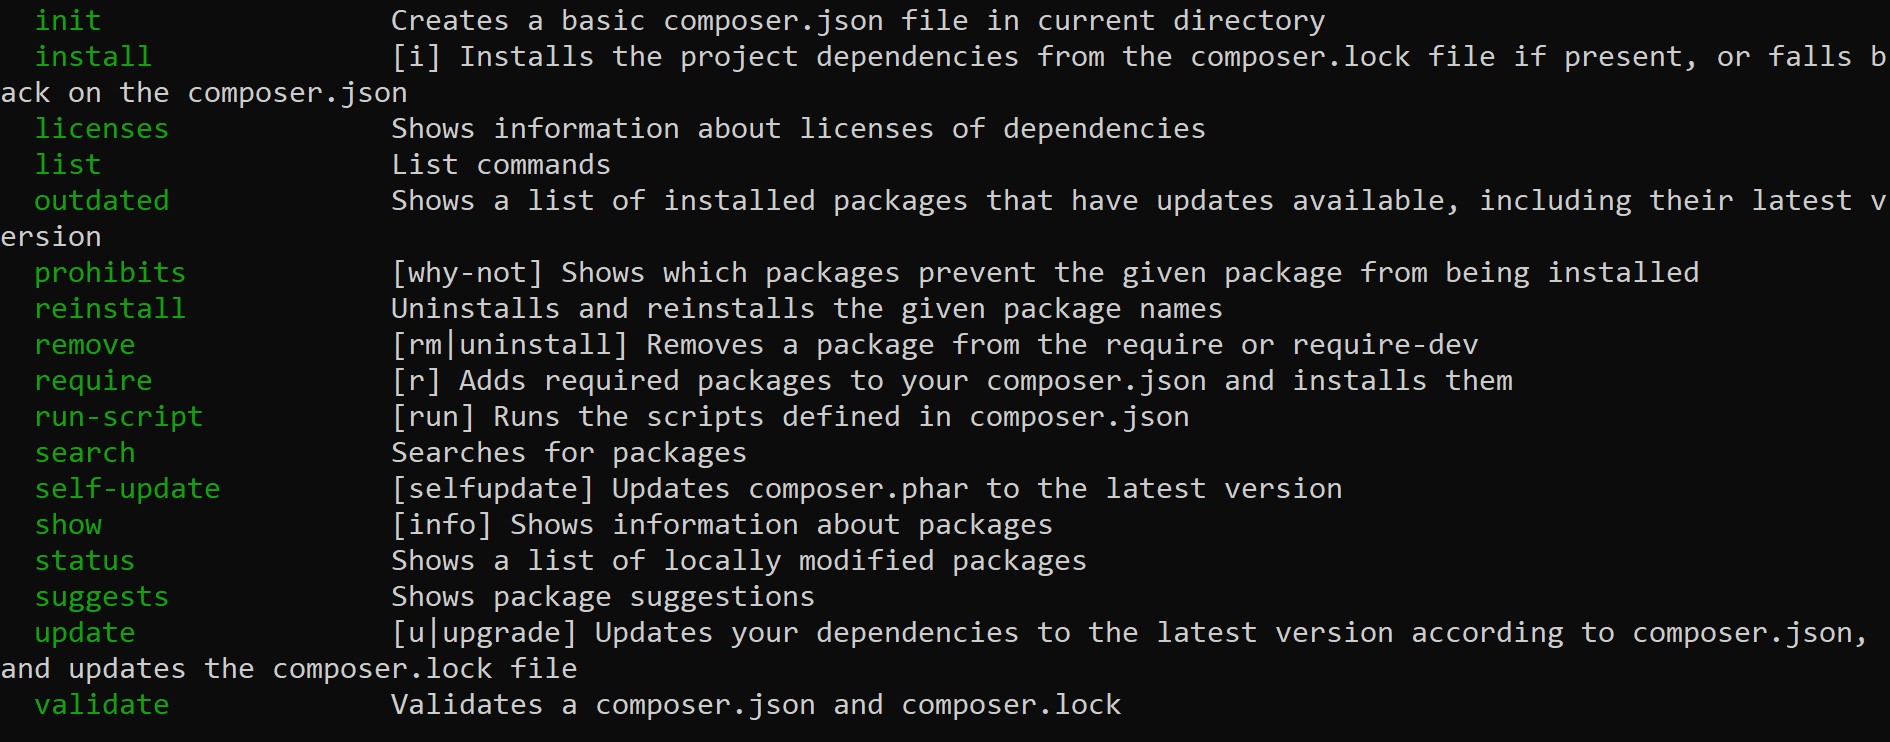 init Creates a basic composer.json file in current directory
install [i] Installs the project dependencies from the composer.lock file if present, or falls b
ack on the composer.json
licenses Shows information about licenses of dependencies
list List commands
outdated Shows a list of installed packages that have updates available, including their latest v
ersion
prohibits [why-not] Shows which packages prevent the given package from being installed
reinstall Uninstalls and reinstalls the given package names
remove [rm|uninstall] Removes a package from the require or require-dev
require [r] Adds required packages to your composer.json and installs them
run-script [run] Runs the scripts defined in composer.json
search Searches for packages
self-update [selfupdate] Updates composer.phar to the latest version
show [info] Shows information about packages
status Shows a list of locally modified packages
suggests Shows package suggestions
update [u|upgrade] Updates your dependencies to the latest version according to composer.json,
and updates the composer.lock file
validate Validates a composer.json and composer.lock